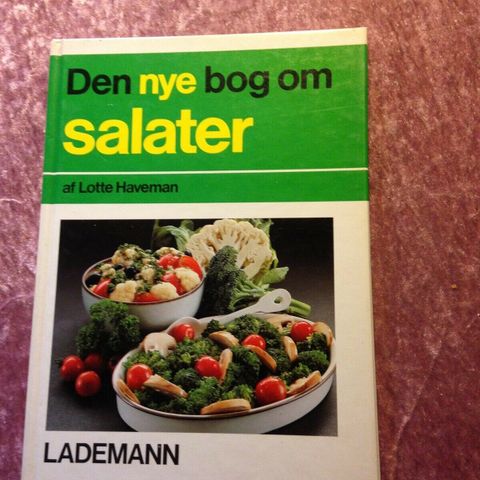 Den nye bog om
salater
af Lotte Haveman
LADEMANN